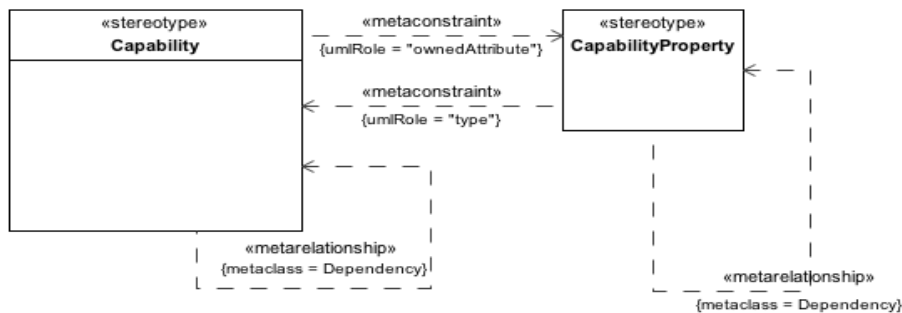 «stereotype»
Capability
«metaconstraint»
{umlRole = "ownedAttribute"}
«stereotype»
CapabilityProperty
«metaconstraint»
{umlRole = "type"}
«metarelationship»
{metaclass = Dependency}
«metarelationship»
{metaclass = Dependency}